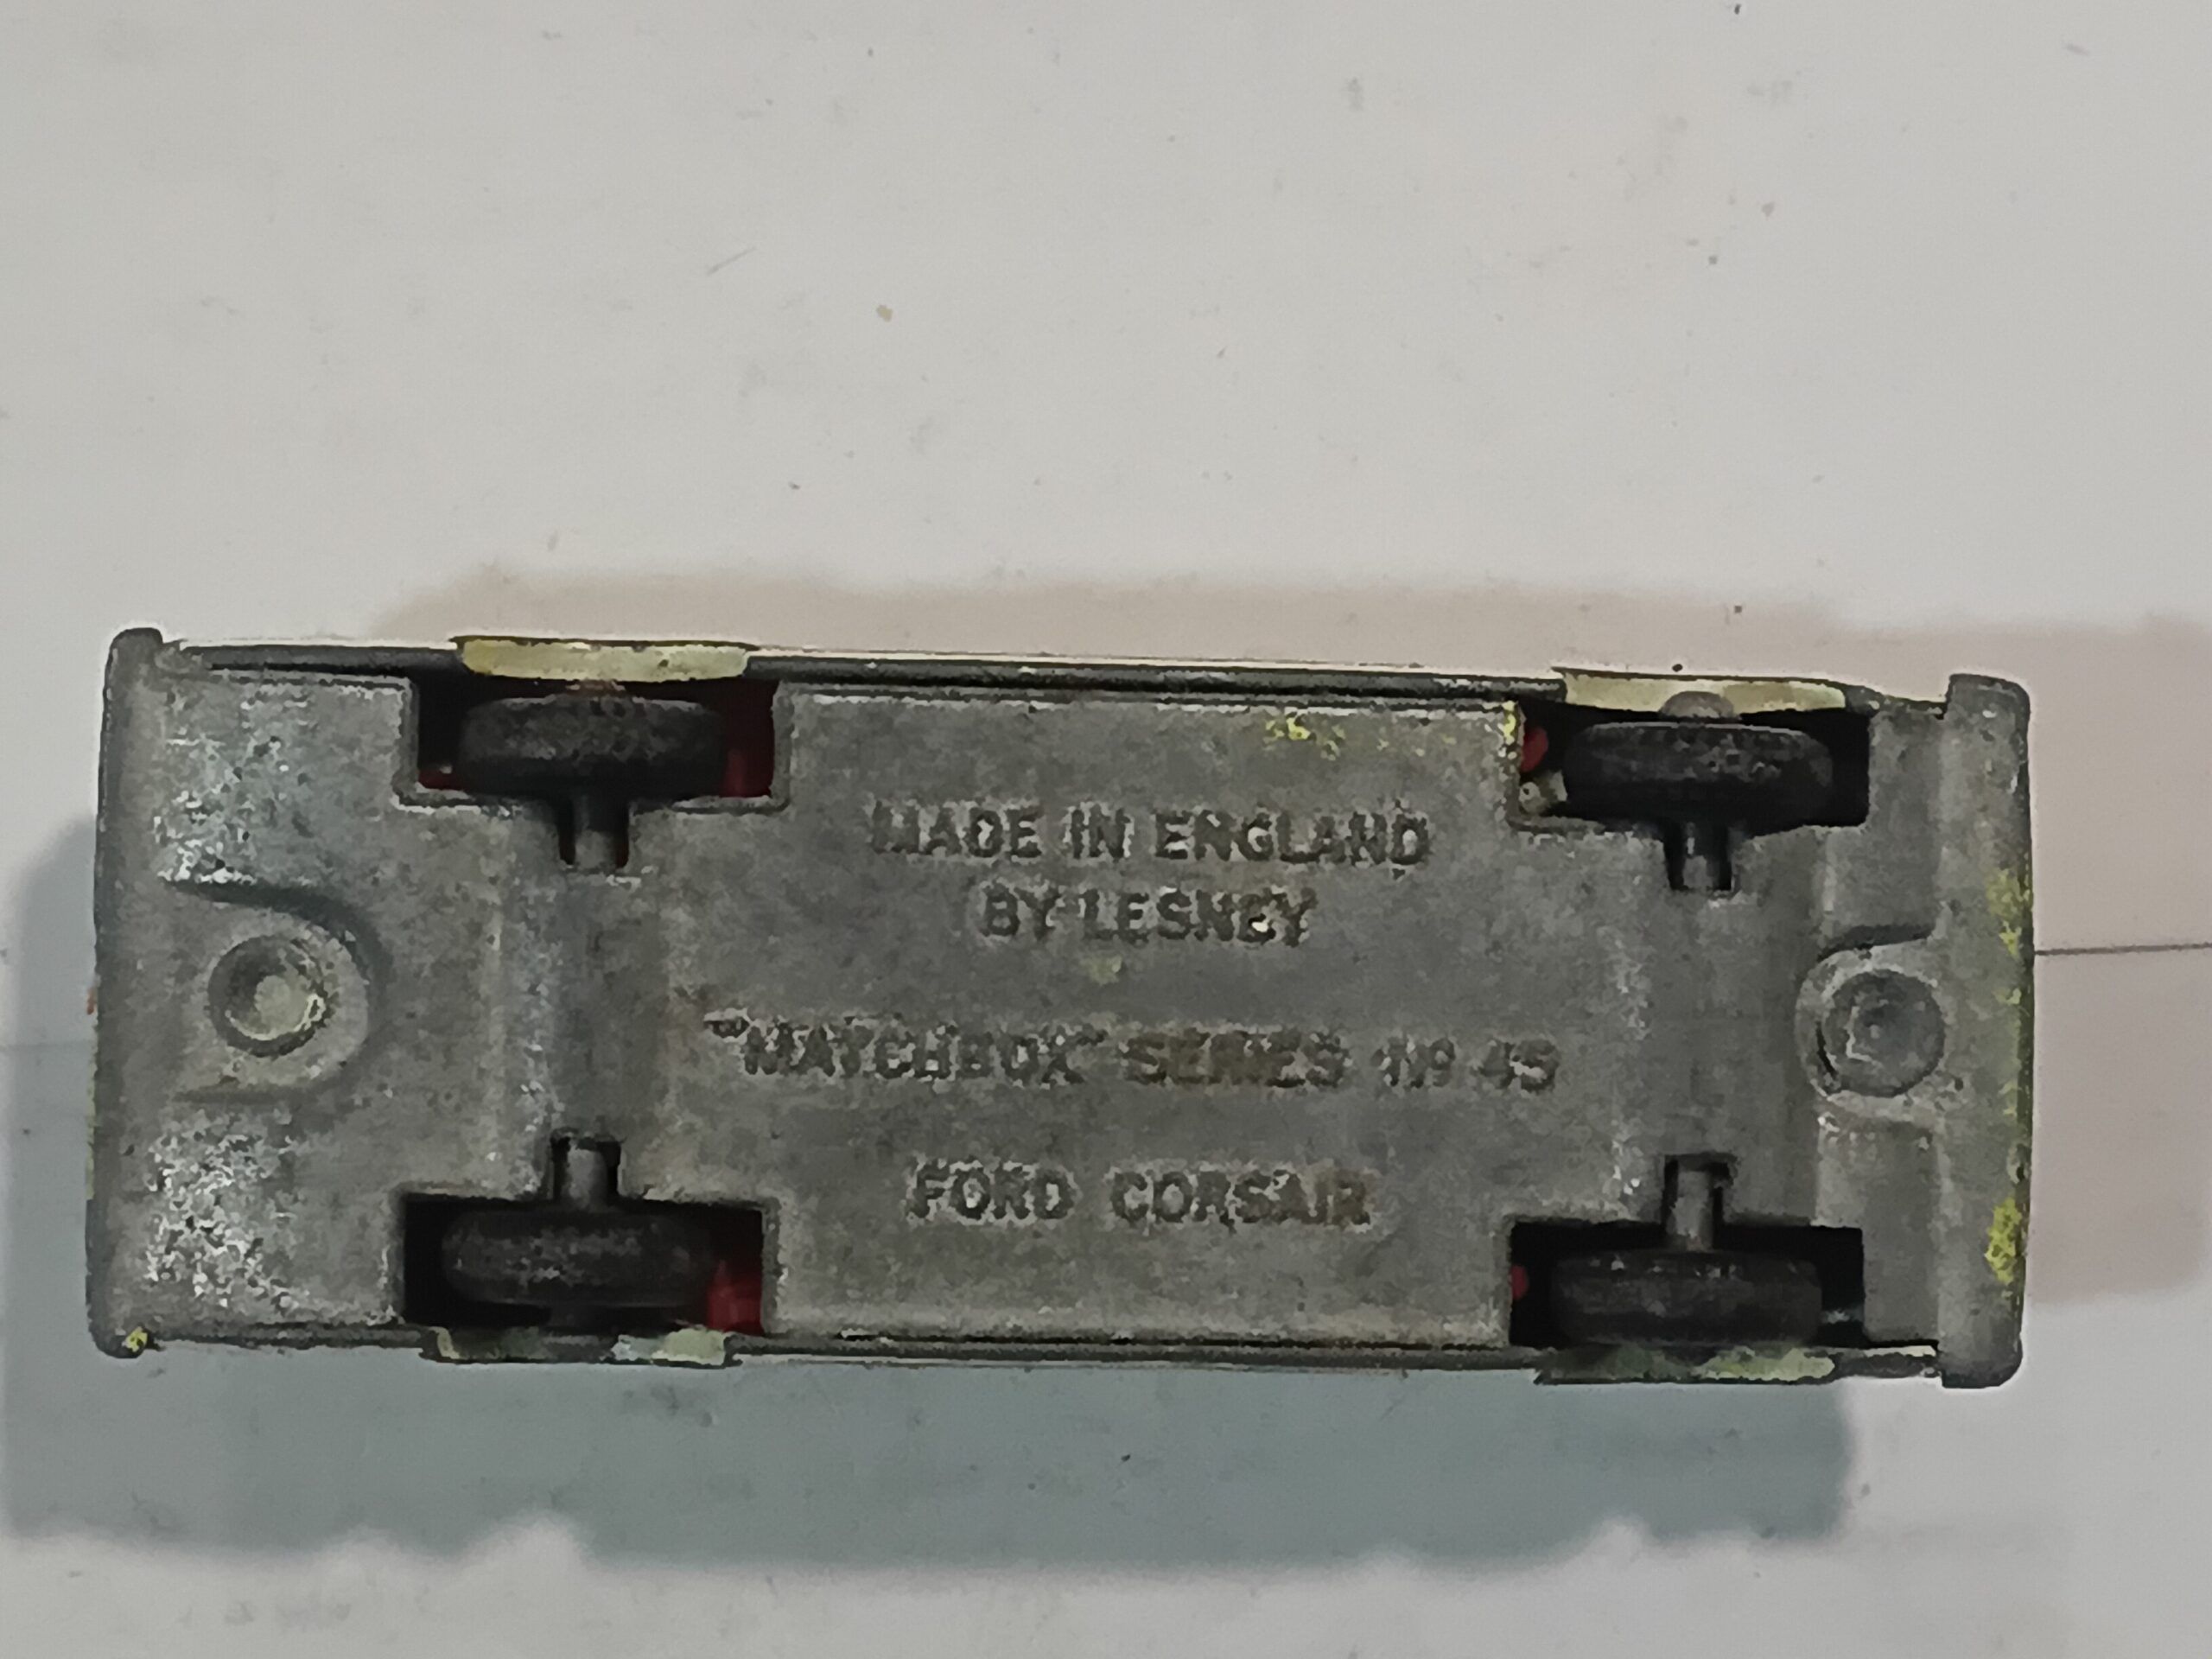 MADE IN ENGLAND
BY LESNEY
"MATCHBOX" SERIES Nº 45
FORD CORSAIR